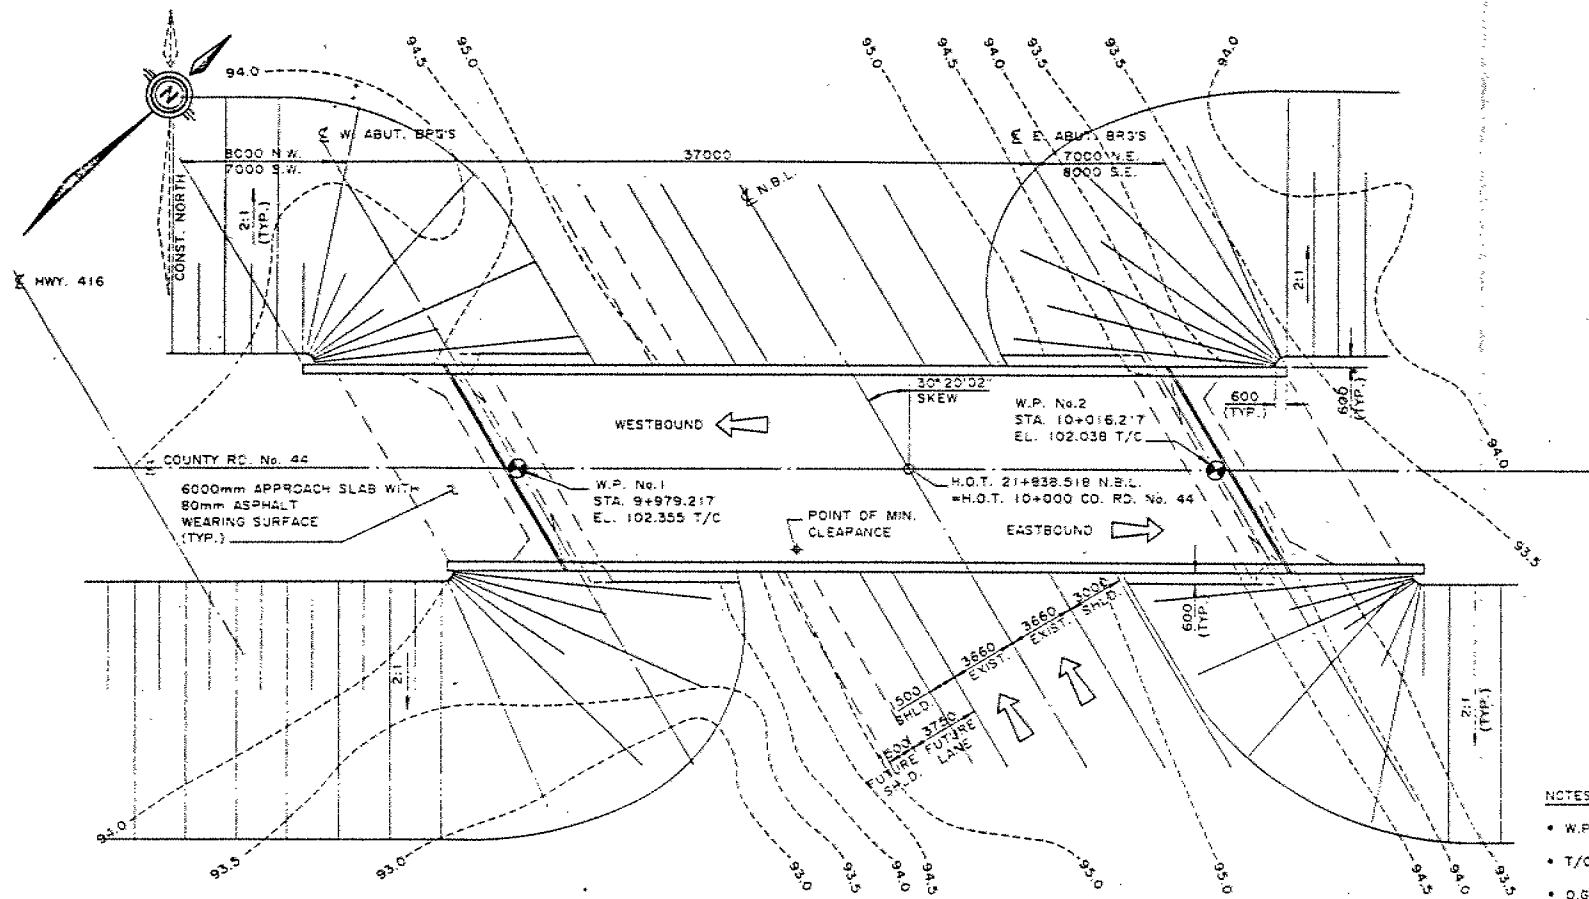 94.0
94.5
95.0
95.0
94.5
94.0
93.5
93.5
94.0
N
CONST. NORTH
℄ W. ABUT. BRG'S
8000 N.W.
7000 S.W.
37000
℄ E. ABUT. BRG'S
7000 N.E.
8000 S.E.
℄ N.B.L.
2:1
(TYP.)
2:1
℄ HWY. 416
30°20'02"
SKEW
WESTBOUND
W.P. No.2
STA. 10+016.217
EL. 102.038 T/C
600
(TYP.)
600
(TYP.)
94.0
℄ COUNTY RD. No. 44
6000mm APPROACH SLAB WITH
80mm ASPHALT
WEARING SURFACE
(TYP.)
W.P. No.1
STA. 9+979.217
EL. 102.355 T/C
H.O.T. 21+838.518 N.B.L.
=H.O.T. 10+000 CO. RD. No. 44
POINT OF MIN.
CLEARANCE
EASTBOUND
93.5
600
(TYP.)
3000
SHLD.
3660
EXIST.
3660
EXIST.
1500
SHLD.
3750
FUTURE
LANE
FUTURE
SHLD.
2:1
2:1
(TYP.)
94.0
93.5
93.0
93.0
93.5
94.0
94.5
95.0
95.0
94.5
94.0
93.5
NOTES
• W.P
• T/C
• O.G